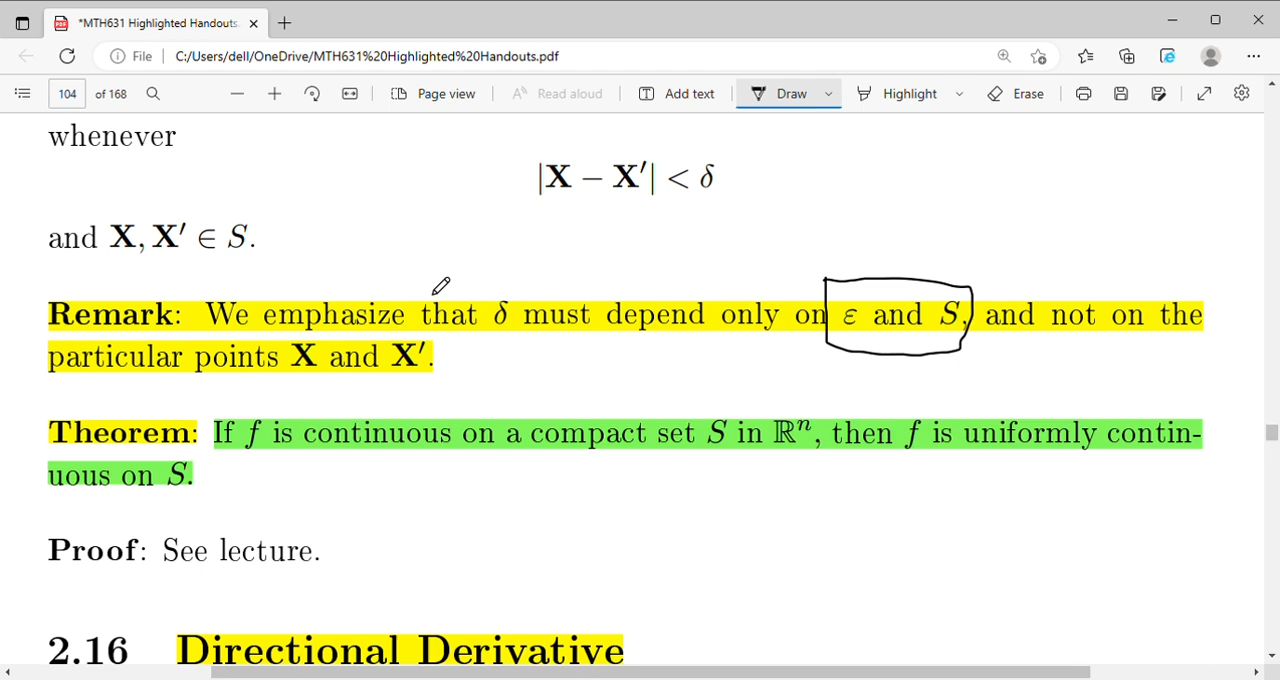 *MTH631 Highlighted Handouts.
File C:/Users/dell/OneDrive/MTH631%20Highlighted%20Handouts.pdf
104 of 168 Page view Read aloud Add text Draw Highlight Erase
whenever
|X − X′| < δ
and X, X′ ∈ S.
Remark: We emphasize that δ must depend only on ε and S, and not on the
particular points X and X′.
Theorem: If f is continuous on a compact set S in ℝⁿ, then f is uniformly contin-
uous on S.
Proof: See lecture.
2.16 Directional Derivative